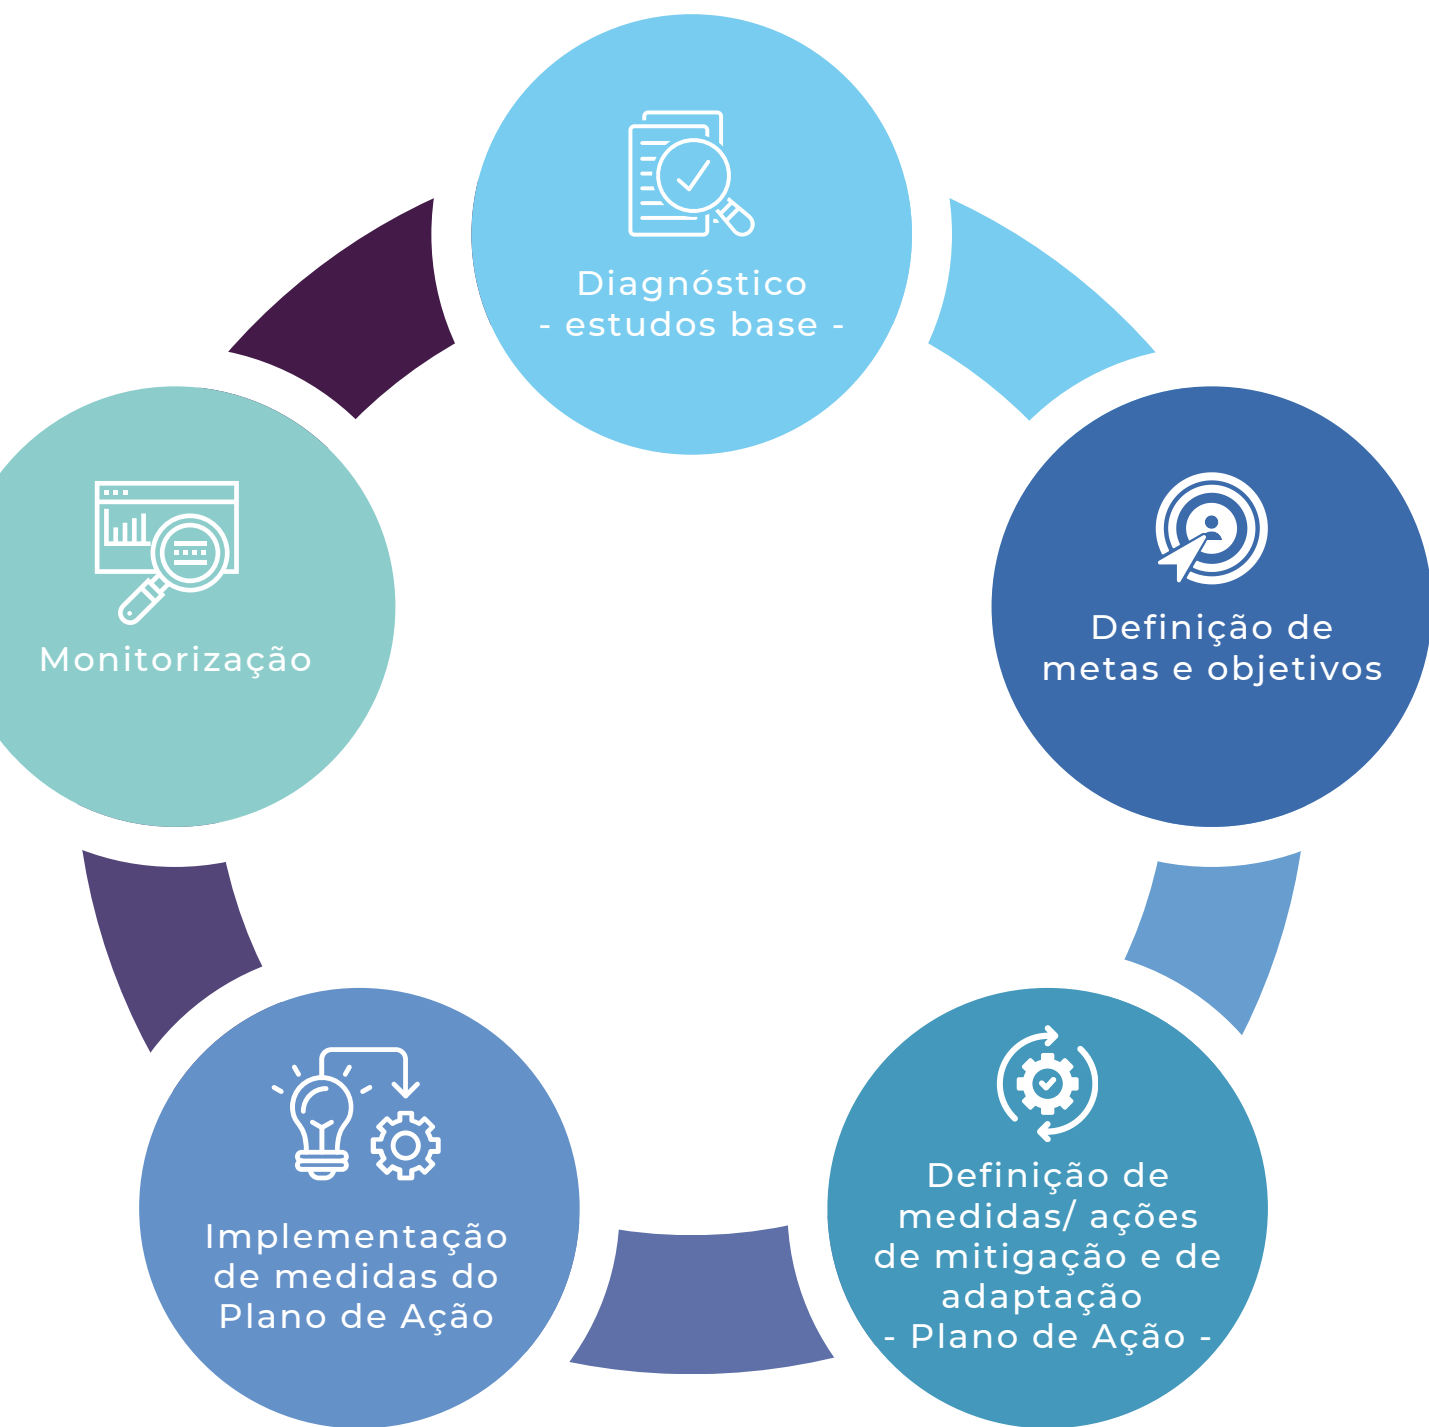 Diagnóstico
- estudos base -
Definição de
metas e objetivos
Definição de
medidas/ ações
de mitigação e de
adaptação
- Plano de Ação -
Implementação
de medidas do
Plano de Ação
Monitorização